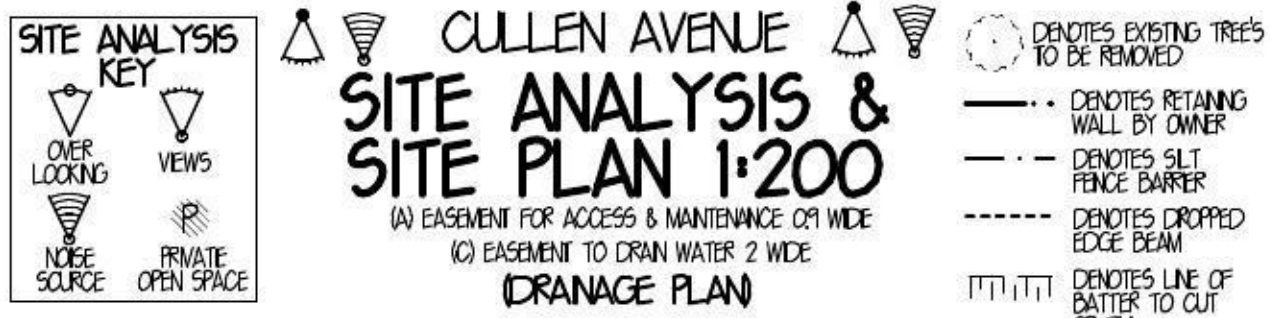 SITE ANALYSIS
KEY
OVER
LOOKING
VIEWS
NOISE
SOURCE
P
PRIVATE
OPEN SPACE
CULLEN AVENUE
SITE ANALYSIS &
SITE PLAN 1:200
(A) EASEMENT FOR ACCESS & MAINTENANCE 0.9 WIDE
(C) EASEMENT TO DRAIN WATER 2 WIDE
(DRANAGE PLAN)
DENOTES EXISTING TREE'S
TO BE REMOVED
DENOTES RETAINING
WALL BY OWNER
DENOTES SILT
FENCE BARRIER
DENOTES DROPPED
EDGE BEAM
DENOTES LINE OF
BATTER TO CUT